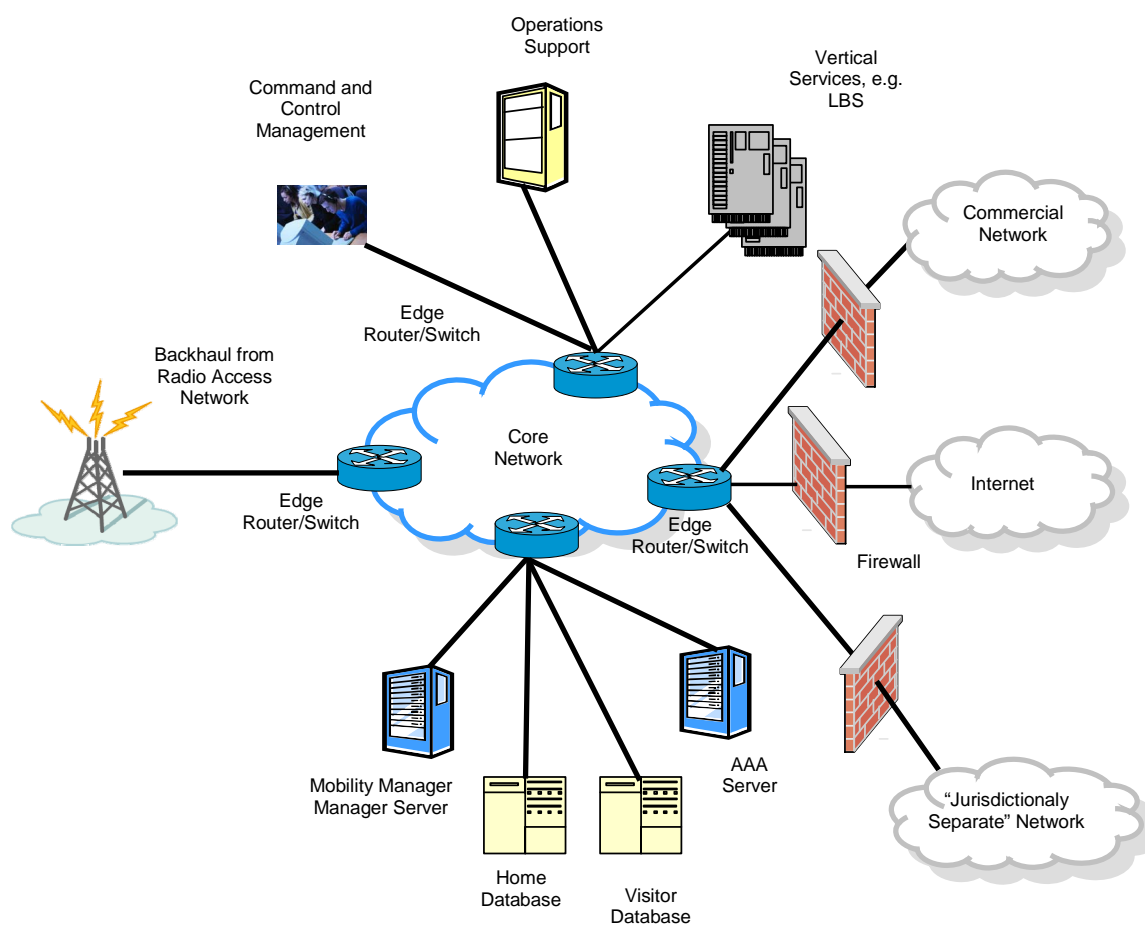 Operations
Support
Command and
Control
Management
Vertical
Services, e.g.
LBS
Commercial
Network
Edge
Router/Switch
Backhaul from
Radio Access
Network
Core
Network
Internet
Edge
Router/Switch
Edge
Router/Switch
Firewall
Mobility Manager
Manager Server
AAA
Server
“Jurisdictionaly
Separate” Network
Home
Database
Visitor
Database